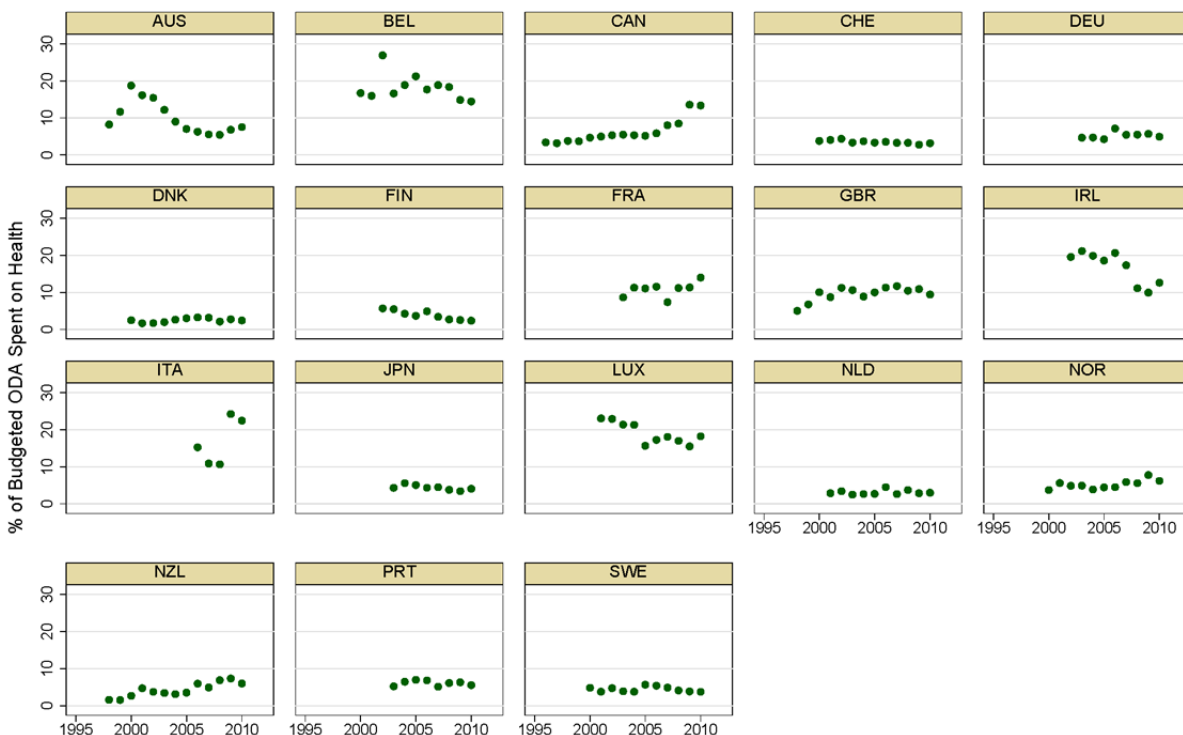 AUS BEL CAN CHE DEU
30
20
10
0
DNK FIN FRA GBR IRL
30
20
10
0
% of Budgeted ODA Spent on Health
ITA JPN LUX NLD NOR
30
20
10
0
1995 2000 2005 2010 1995 2000 2005 2010
NZL PRT SWE
30
20
10
0
1995 2000 2005 2010 1995 2000 2005 2010 1995 2000 2005 2010